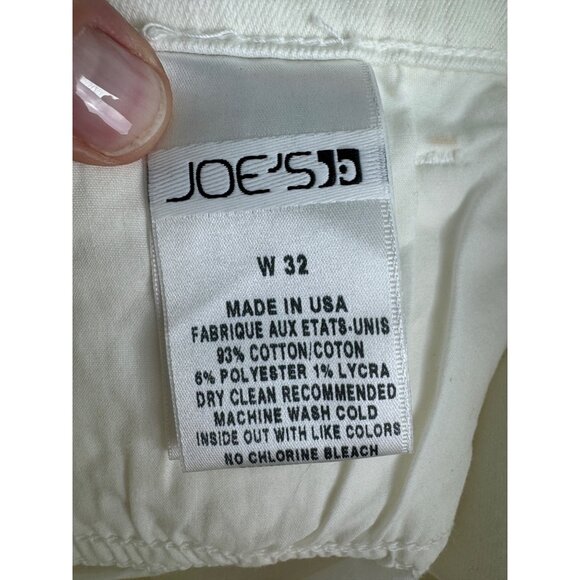 JOE'S
W 32
MADE IN USA
FABRIQUE AUX ETATS-UNIS
93% COTTON/COTON
6% POLYESTER 1% LYCRA
DRY CLEAN RECOMMENDED
MACHINE WASH COLD
INSIDE OUT WITH LIKE COLORS
NO CHLORINE BLEACH